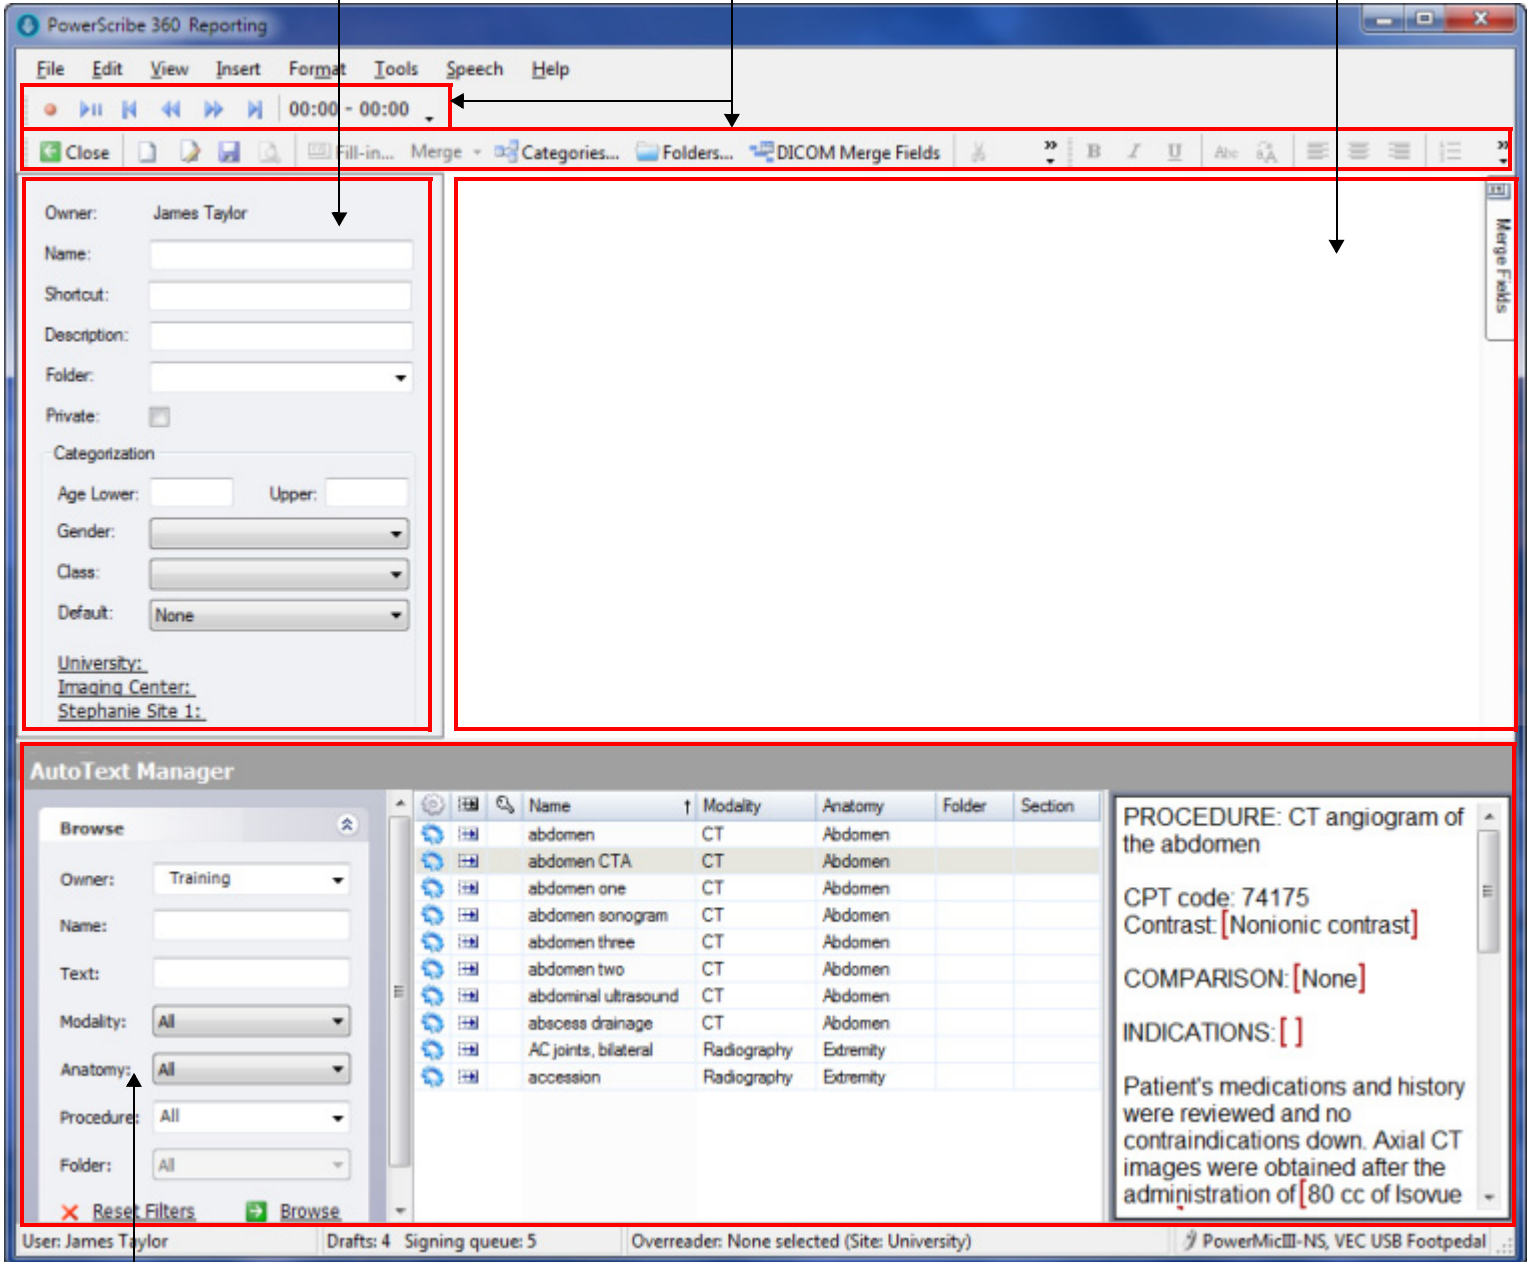 PowerScribe 360 Reporting
File Edit View Insert Format Tools Speech Help
00:00 - 00:00
Close Fill-in... Merge Categories... Folders... DICOM Merge Fields » B I U Abc »
Owner: James Taylor
Name:
Shortcut:
Description:
Folder:
Private:
Categorization
Age Lower: Upper:
Gender:
Class:
Default: None
University:
Imaging Center:
Stephanie Site 1:
Merge Fields
AutoText Manager
Browse
Owner: Training
Name:
Text:
Modality: All
Anatomy: All
Procedure: All
Folder: All
Reset Filters Browse
Name Modality Anatomy Folder Section
abdomen CT Abdomen
abdomen CTA CT Abdomen
abdomen one CT Abdomen
abdomen sonogram CT Abdomen
abdomen three CT Abdomen
abdomen two CT Abdomen
abdominal ultrasound CT Abdomen
abscess drainage CT Abdomen
AC joints, bilateral Radiography Extremity
accession Radiography Extremity
PROCEDURE: CT angiogram of
the abdomen
CPT code: 74175
Contrast: [Nonionic contrast]
COMPARISON: [None]
INDICATIONS: [ ]
Patient's medications and history
were reviewed and no
contraindications down. Axial CT
images were obtained after the
administration of [80 cc of Isovue
User: James Taylor Drafts: 4 Signing queue: 5 Overreader: None selected (Site: University) PowerMicIII-NS, VEC USB Footpedal